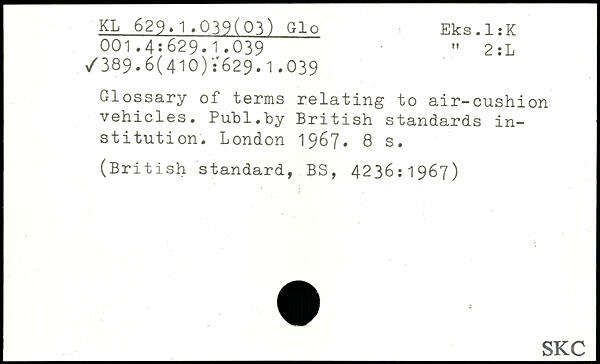 KL 629.1.039(03) Glo
Eks.1:K
001.4:629.1.039
" 2:L
✓389.6(410):629.1.039
Glossary of terms relating to air-cushion
vehicles. Publ.by British standards in-
stitution. London 1967. 8 s.
(British standard, BS, 4236:1967)
SKC